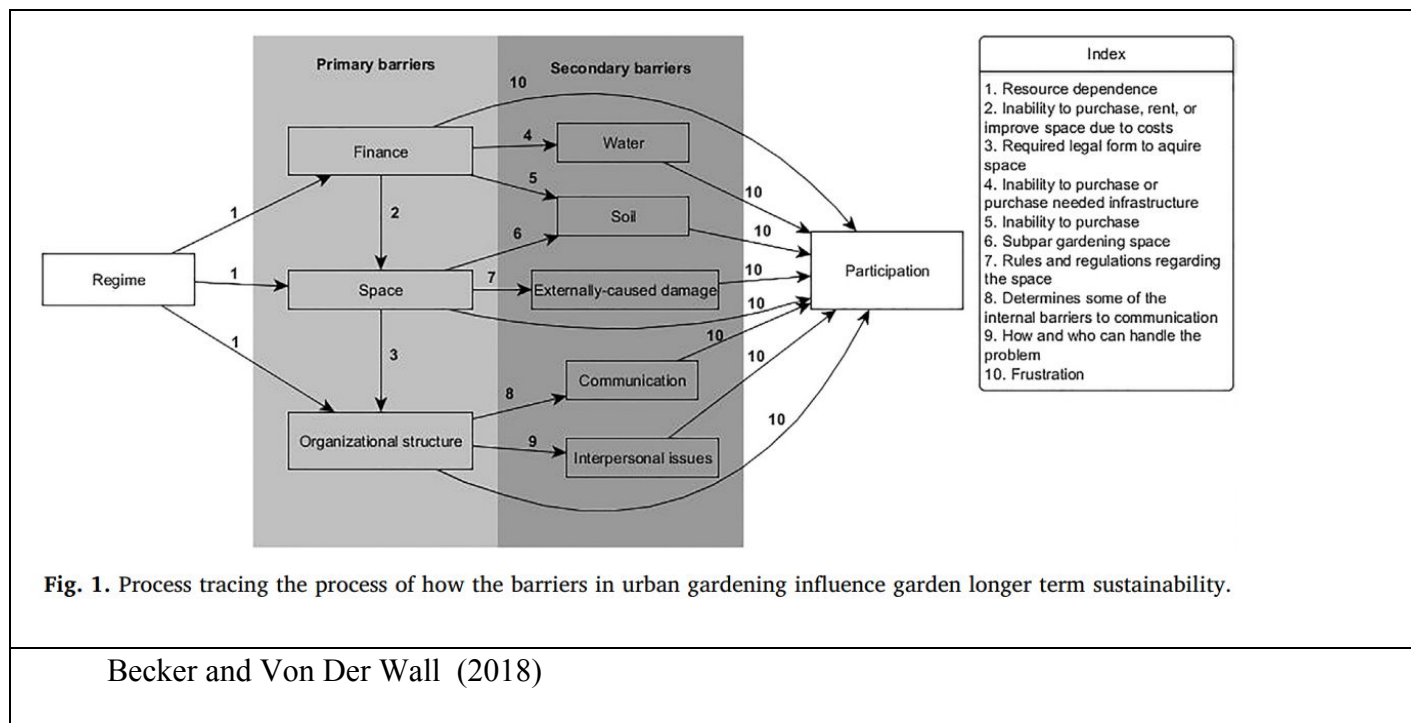 Primary barriers
Secondary barriers
10
Finance
4
Water
5
10
1
2
Soil
6
10
Regime
1
Space
7
Externally-caused damage
10
10
Participation
1
3
10
8
Communication
10
Organizational structure
9
Interpersonal issues
10
Index
1. Resource dependence
2. Inability to purchase, rent, or
improve space due to costs
3. Required legal form to aquire
space
4. Inability to purchase or
purchase needed infrastructure
5. Inability to purchase
6. Subpar gardening space
7. Rules and regulations regarding
the space
8. Determines some of the
internal barriers to communication
9. How and who can handle the
problem
10. Frustration
Fig. 1. Process tracing the process of how the barriers in urban gardening influence garden longer term sustainability.
Becker and Von Der Wall (2018)